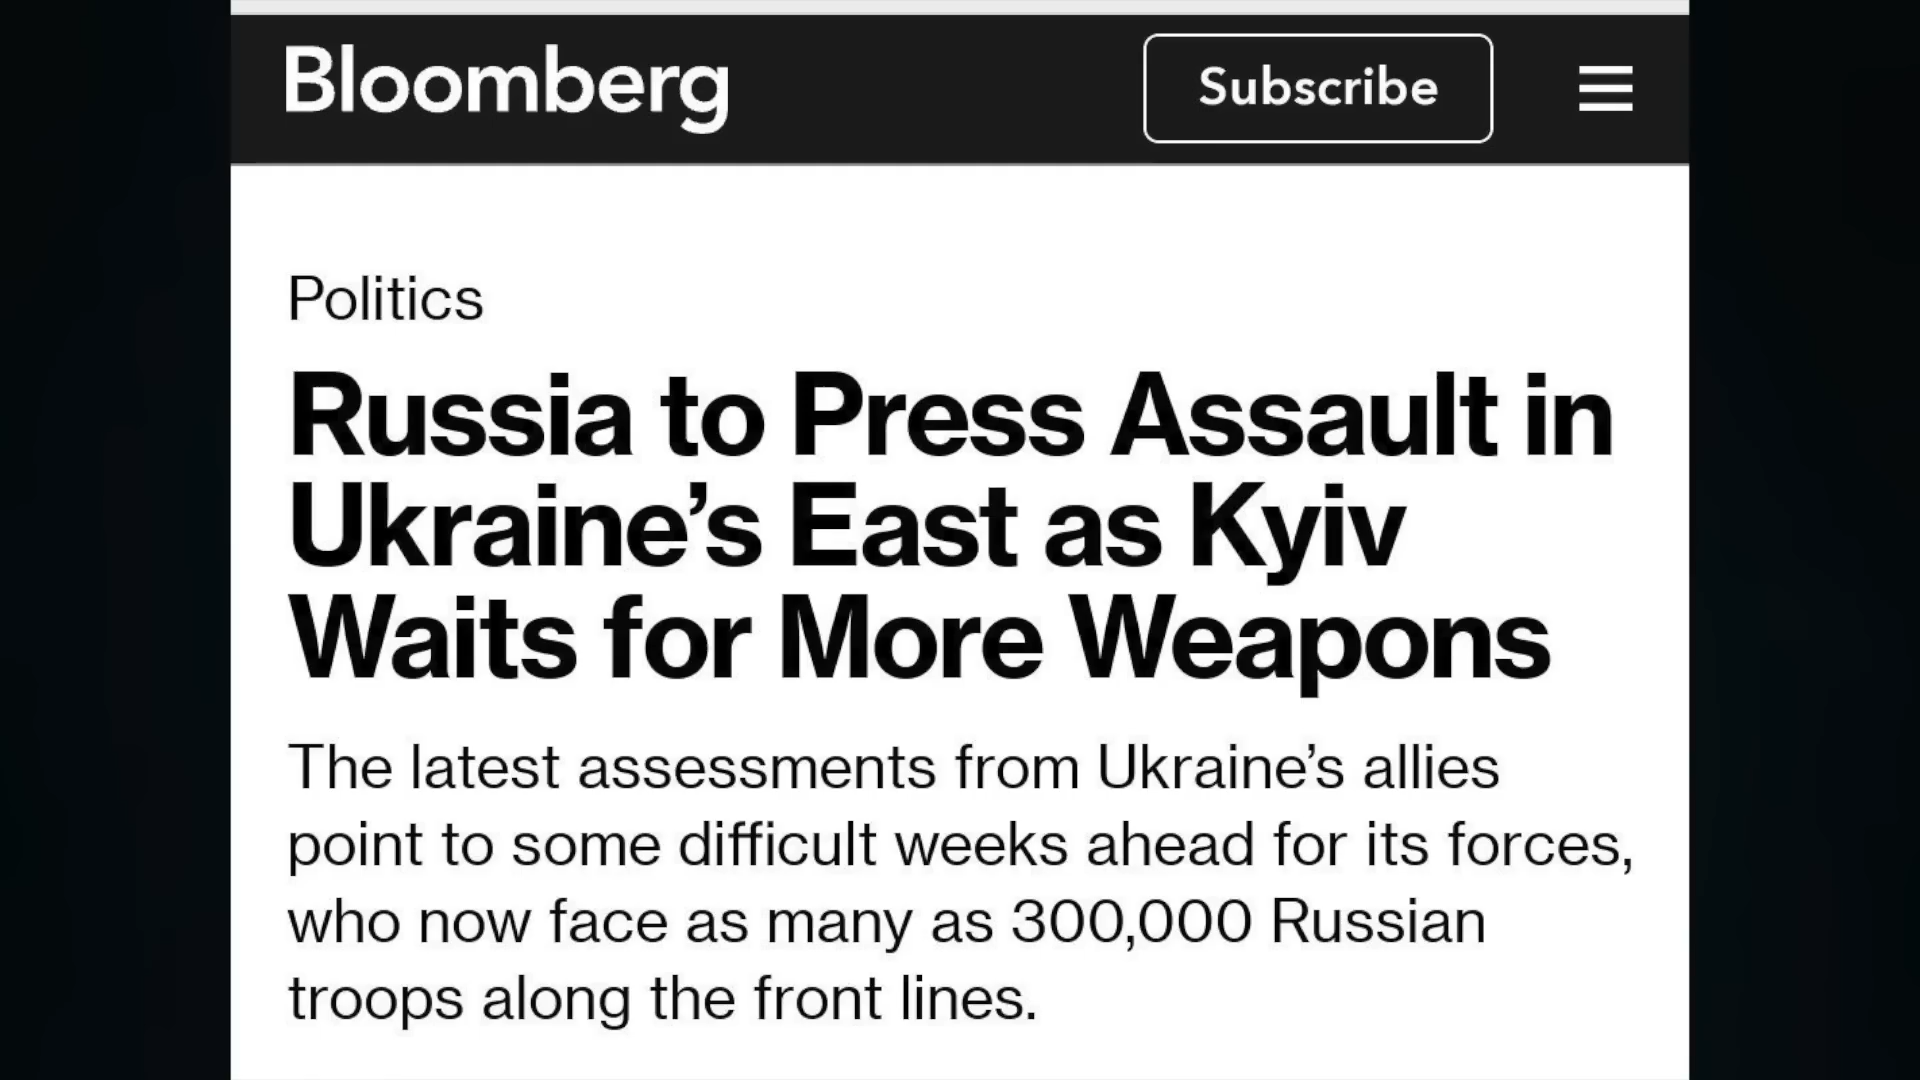 Bloomberg
Subscribe
Politics
Russia to Press Assault in
Ukraine’s East as Kyiv
Waits for More Weapons
The latest assessments from Ukraine’s allies
point to some difficult weeks ahead for its forces,
who now face as many as 300,000 Russian
troops along the front lines.